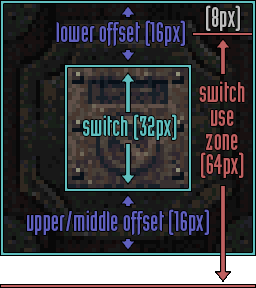 (8px)
lower offset (16px)
switch
use
zone
(64px)
switch (32px)
upper/middle offset (16px)